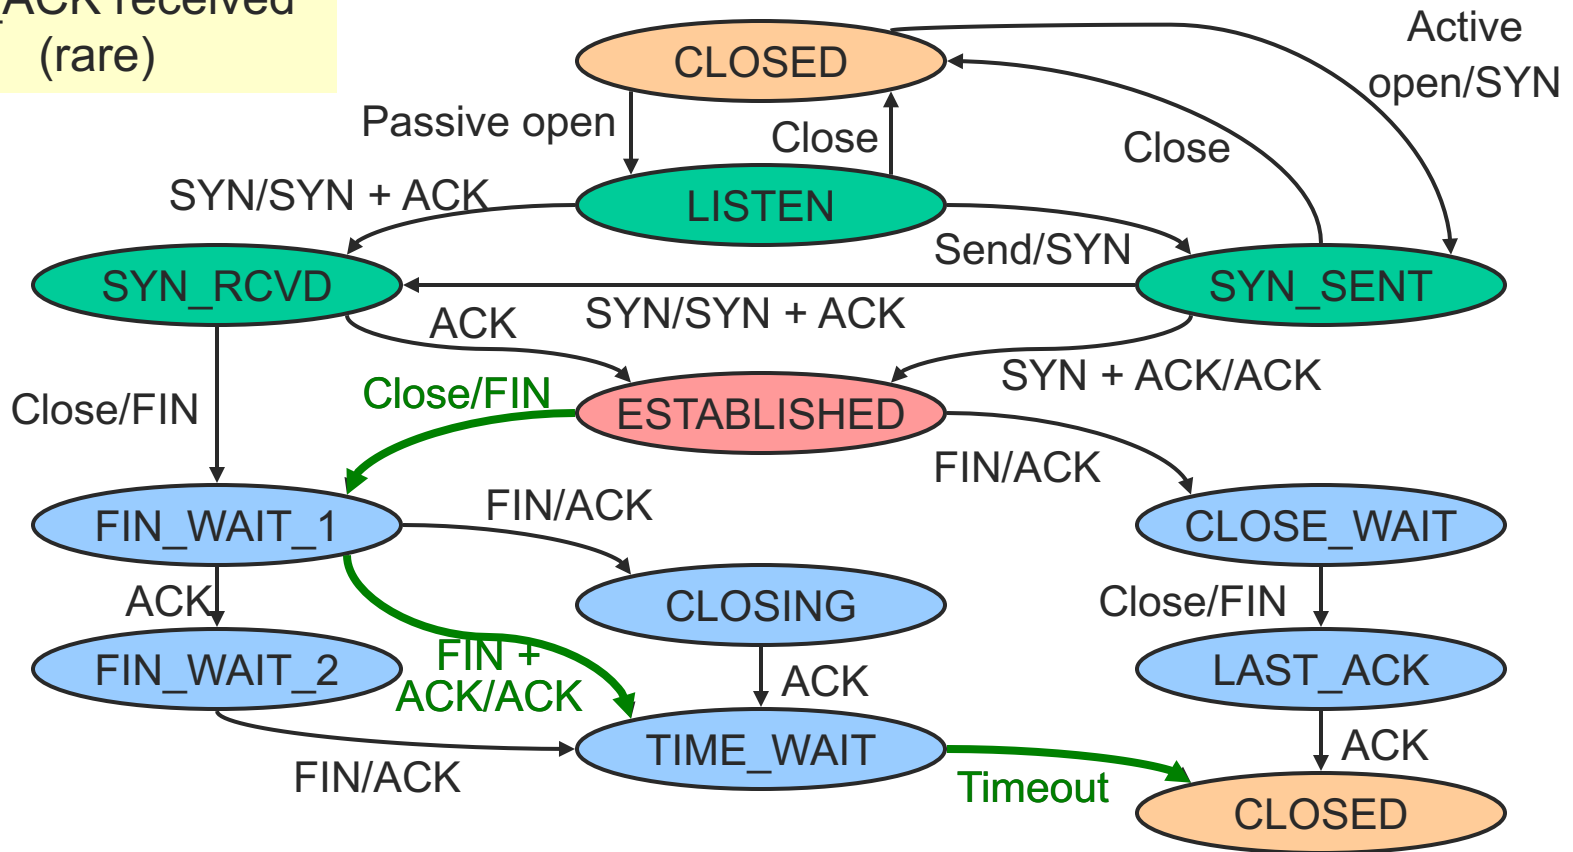 _ACK received
(rare)
CLOSED
Active
open/SYN
Passive open
Close
Close
SYN/SYN + ACK
LISTEN
Send/SYN
SYN_RCVD
SYN_SENT
SYN/SYN + ACK
ACK
SYN + ACK/ACK
Close/FIN
Close/FIN
ESTABLISHED
FIN/ACK
FIN/ACK
FIN_WAIT_1
CLOSE_WAIT
ACK
CLOSING
Close/FIN
FIN_WAIT_2
FIN +
ACK/ACK
ACK
LAST_ACK
FIN/ACK
TIME_WAIT
ACK
Timeout
CLOSED